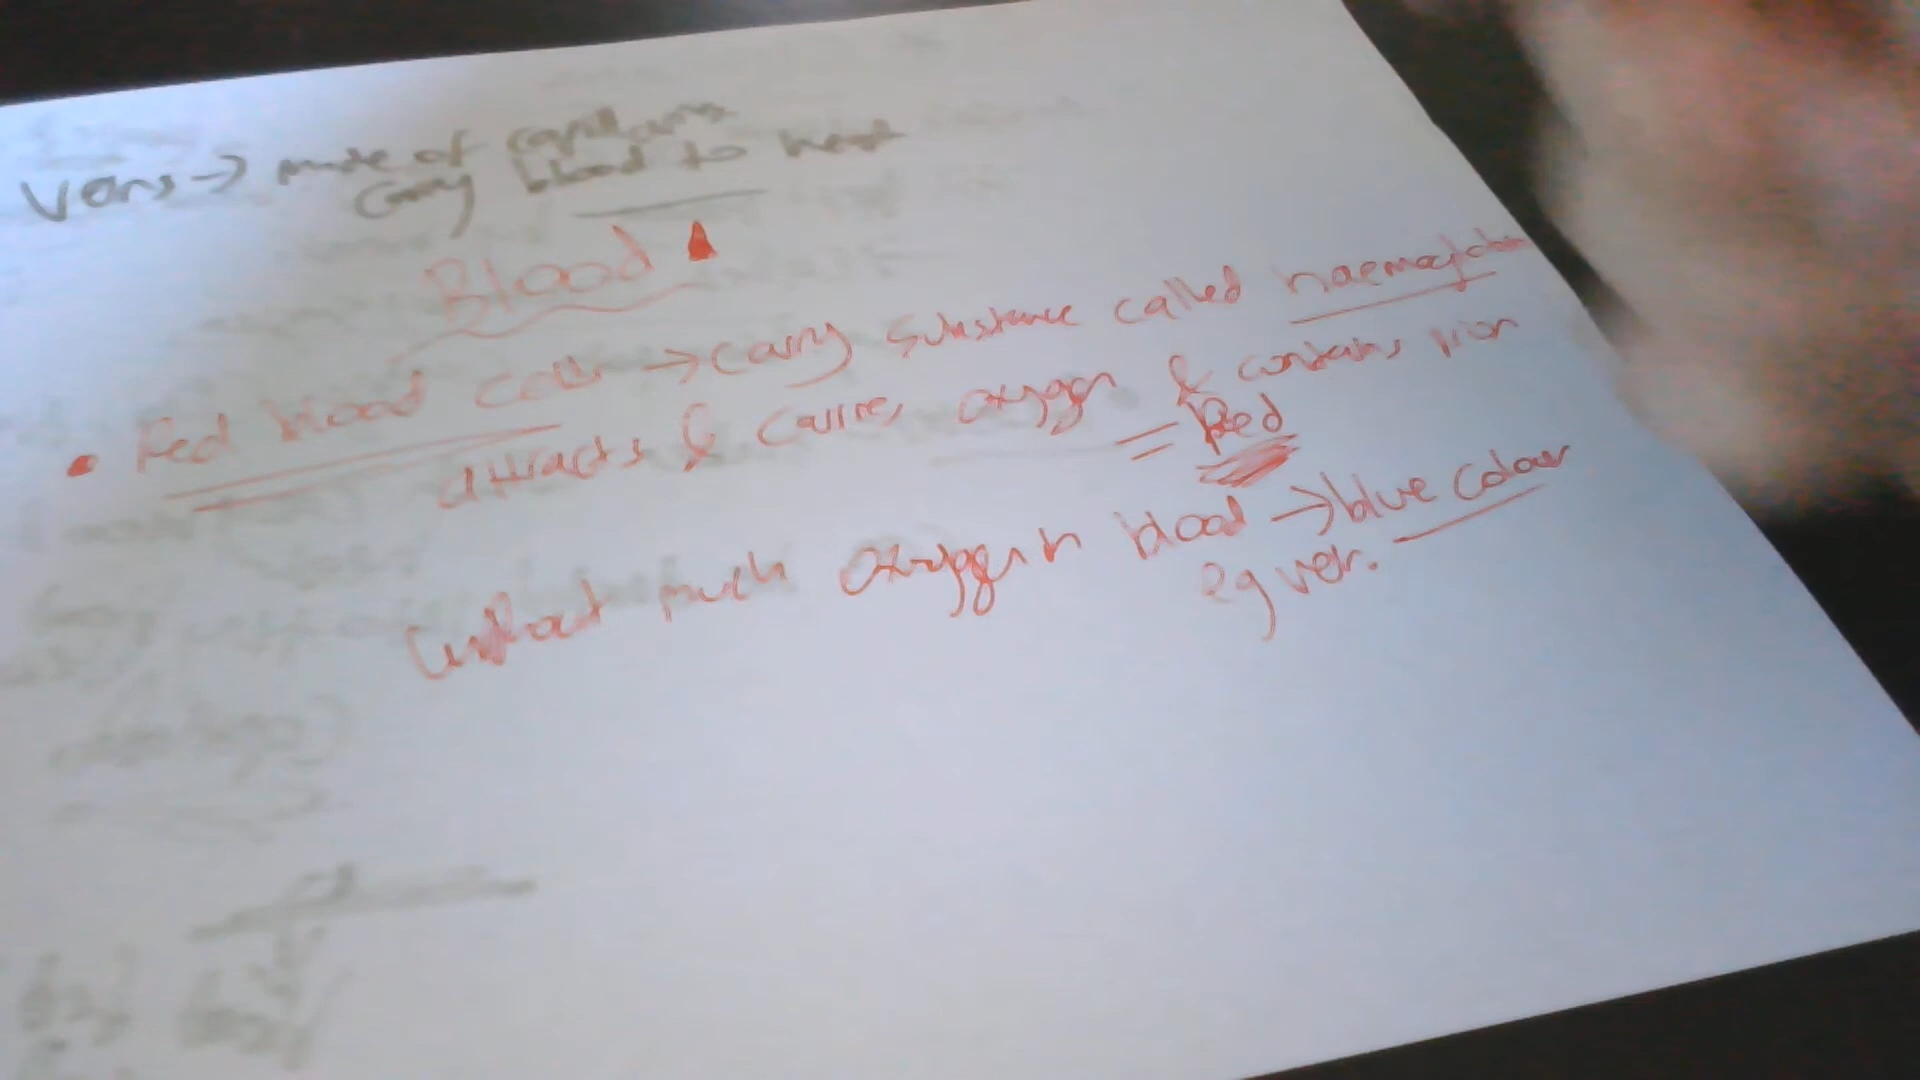 Veins → made of capillaries
carry blood to heart
Blood
• Red blood cells → carry substance called haemoglobin
attracts & carries oxygen & contains iron
= Red
without much oxygen in blood → blue colour
eg vein.